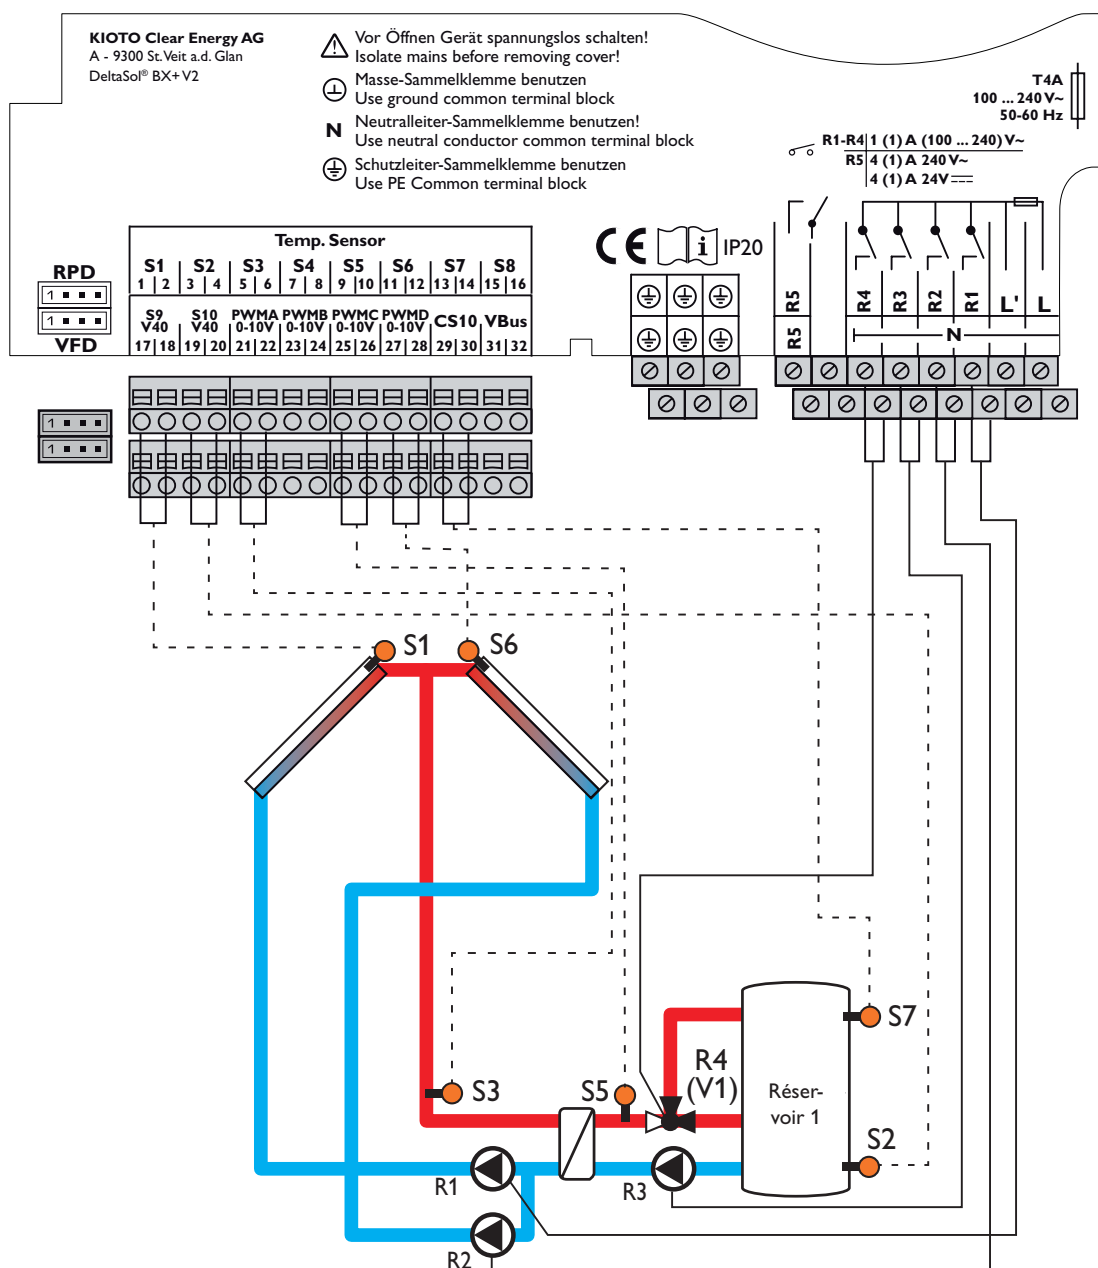 KIOTO Clear Energy AG
A - 9300 St. Veit a.d. Glan
DeltaSol® BX+ V2
Vor Öffnen Gerät spannungslos schalten!
Isolate mains before removing cover!
Masse-Sammelklemme benutzen
Use ground common terminal block
N Neutralleiter-Sammelklemme benutzen!
Use neutral conductor common terminal block
Schutzleiter-Sammelklemme benutzen
Use PE Common terminal block
T4A
100 ... 240 V~
50-60 Hz
R1-R4 1 (1) A (100 ... 240) V~
R5 4 (1) A 240 V~
4 (1) A 24V ⎓
Temp. Sensor
S1 S2 S3 S4 S5 S6 S7 S8
1 2 3 4 5 6 7 8 9 10 11 12 13 14 15 16
S9 S10 PWMA PWMB PWMC PWMD CS10 VBus
V40 V40 0-10V 0-10V 0-10V 0-10V
17 18 19 20 21 22 23 24 25 26 27 28 29 30 31 32
RPD
1
1
VFD
1
1
CE i IP20
R5 R4 R3 R2 R1 L' L
R5 N
S1 S6
S7
R4
(V1)
S3 S5
Réser-
voir 1
S2
R1 R3
R2